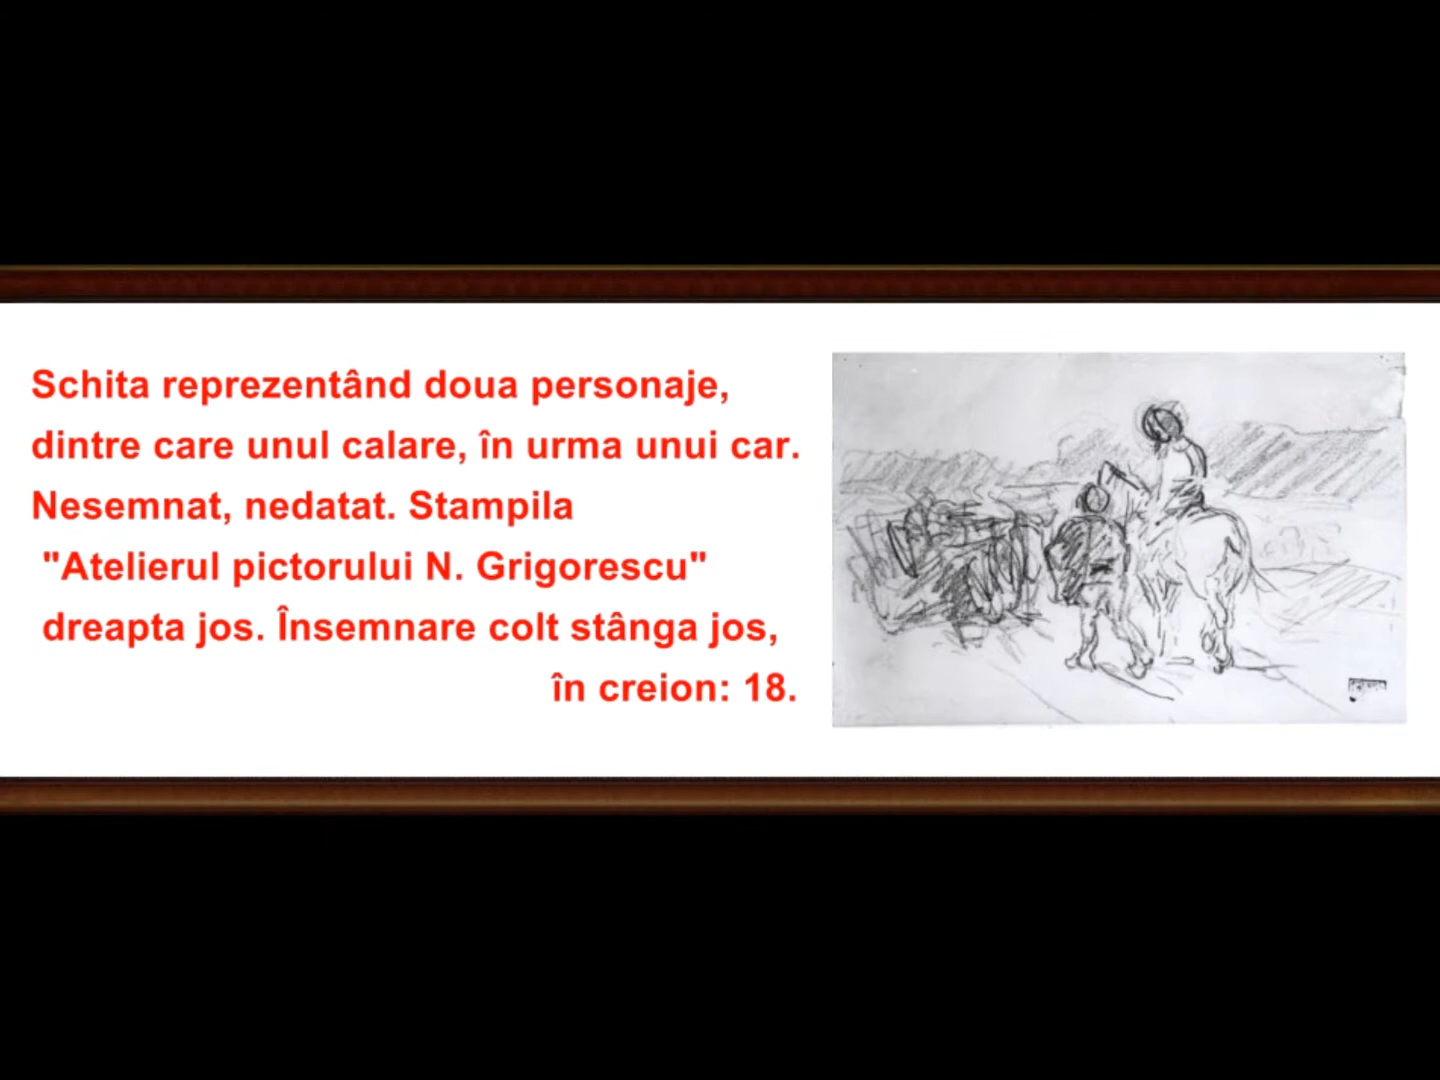 Schita reprezentând doua personaje,
dintre care unul calare, în urma unui car.
Nesemnat, nedatat. Stampila
"Atelierul pictorului N. Grigorescu"
dreapta jos. Însemnare colt stânga jos,
în creion: 18.